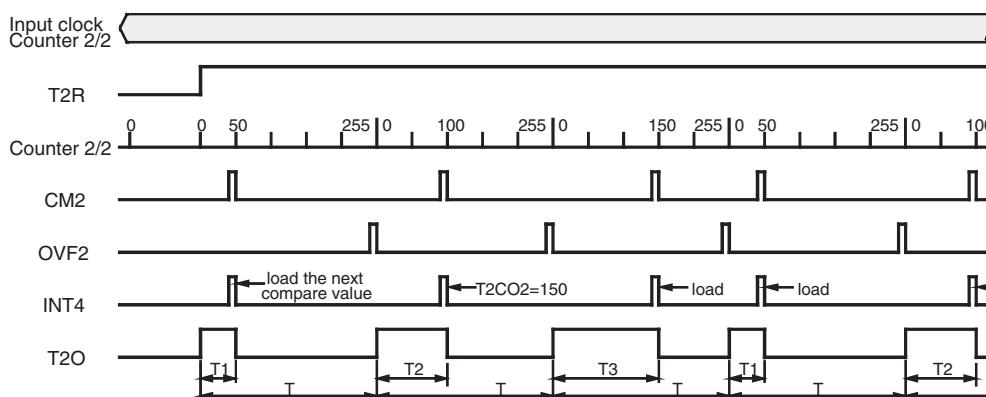 Input clock
Counter 2/2
T2R
0 0 50 255 0 100 255 0 150 255 0 50 255 0 100
Counter 2/2
CM2
OVF2
INT4
load the next
compare value
T2CO2=150
load
load
T2O
T1 T2 T3 T1 T2
T T T T